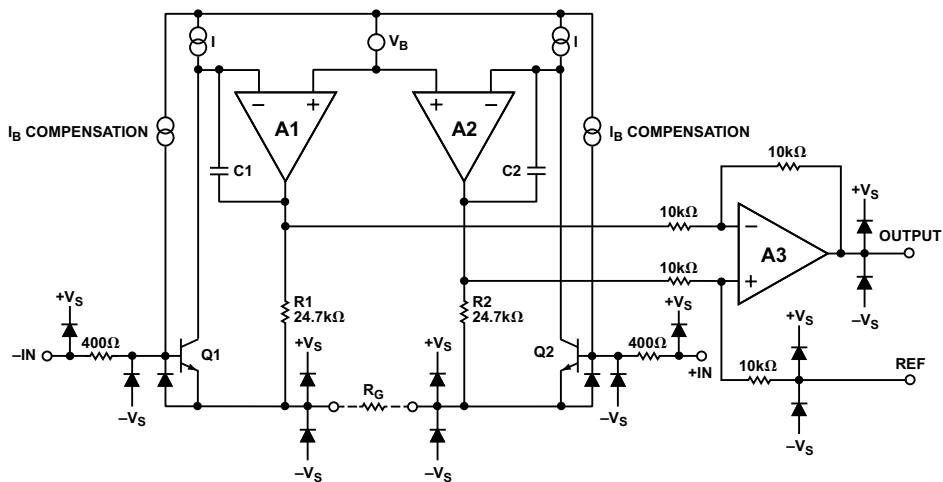 I
V_B
I
I_B COMPENSATION
− + + −
A1
A2
I_B COMPENSATION
C1
C2
10kΩ
+V_S
10kΩ
−
A3
OUTPUT
10kΩ
+
−V_S
+V_S
R1
24.7kΩ
R2
24.7kΩ
+V_S
−IN
400Ω
Q1
+V_S
+V_S
Q2
400Ω
+IN
10kΩ
+V_S
REF
−V_S
R_G
−V_S
−V_S
−V_S
−V_S